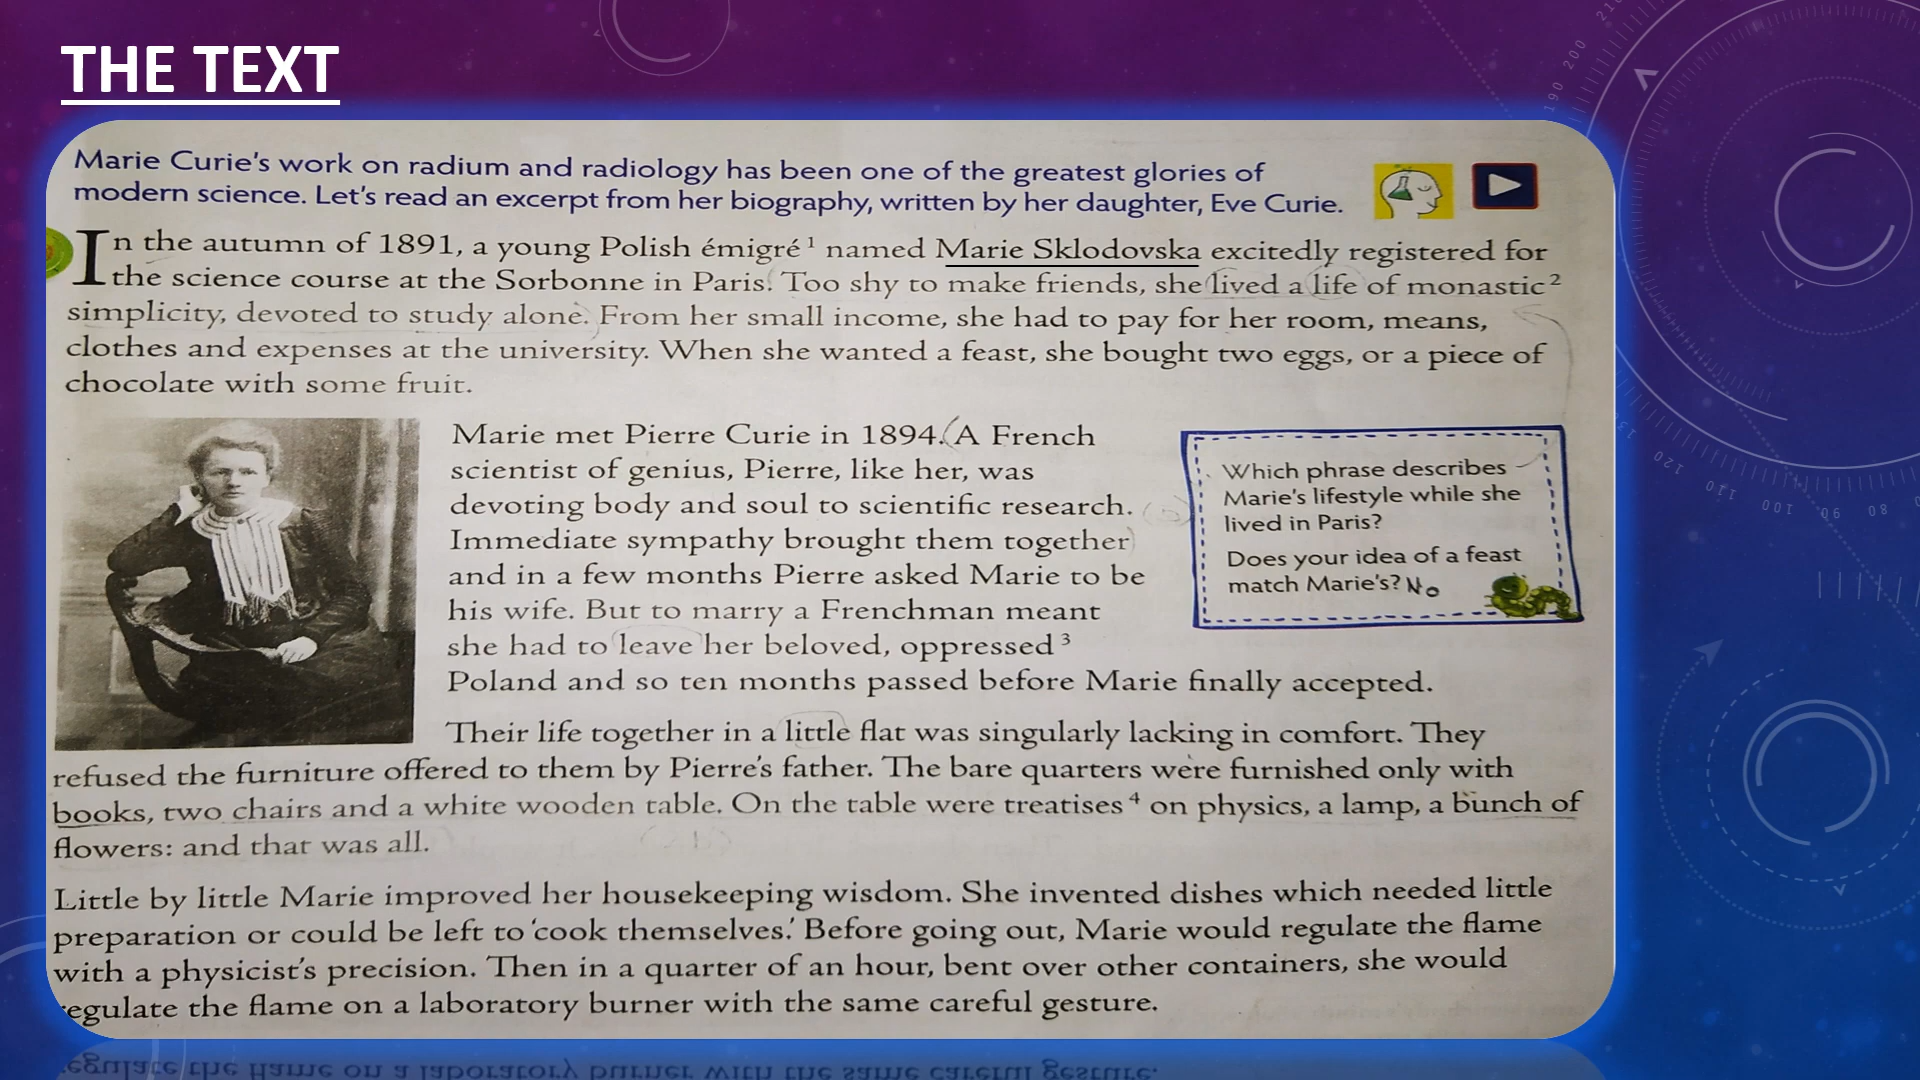 THE TEXT
Marie Curie's work on radium and radiology has been one of the greatest glories of
modern science. Let's read an excerpt from her biography, written by her daughter, Eve Curie.
In the autumn of 1891, a young Polish émigré¹ named Marie Sklodovska excitedly registered for
the science course at the Sorbonne in Paris. Too shy to make friends, she lived a life of monastic²
simplicity, devoted to study alone. From her small income, she had to pay for her room, means,
clothes and expenses at the university. When she wanted a feast, she bought two eggs, or a piece of
chocolate with some fruit.
Marie met Pierre Curie in 1894. A French
scientist of genius, Pierre, like her, was
devoting body and soul to scientific research.
Immediate sympathy brought them together
and in a few months Pierre asked Marie to be
his wife. But to marry a Frenchman meant
she had to leave her beloved, oppressed³
Poland and so ten months passed before Marie finally accepted.
Which phrase describes
Marie's lifestyle while she
lived in Paris?
Does your idea of a feast
match Marie's? No
Their life together in a little flat was singularly lacking in comfort. They
refused the furniture offered to them by Pierre's father. The bare quarters were furnished only with
books, two chairs and a white wooden table. On the table were treatises⁴ on physics, a lamp, a bunch of
flowers: and that was all.
Little by little Marie improved her housekeeping wisdom. She invented dishes which needed little
preparation or could be left to 'cook themselves.' Before going out, Marie would regulate the flame
with a physicist's precision. Then in a quarter of an hour, bent over other containers, she would
regulate the flame on a laboratory burner with the same careful gesture.
210
200
190
130
120
110
100
90
80